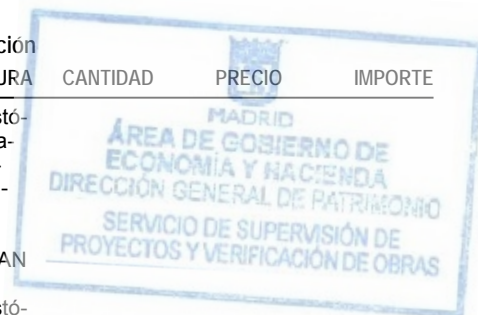 ción
URA CANTIDAD PRECIO IMPORTE
stó-
a-
-
-
AN
stó-
MADRID
ÁREA DE GOBIERNO DE
ECONOMÍA Y HACIENDA
DIRECCIÓN GENERAL DE PATRIMONIO
SERVICIO DE SUPERVISIÓN DE
PROYECTOS Y VERIFICACIÓN DE OBRAS